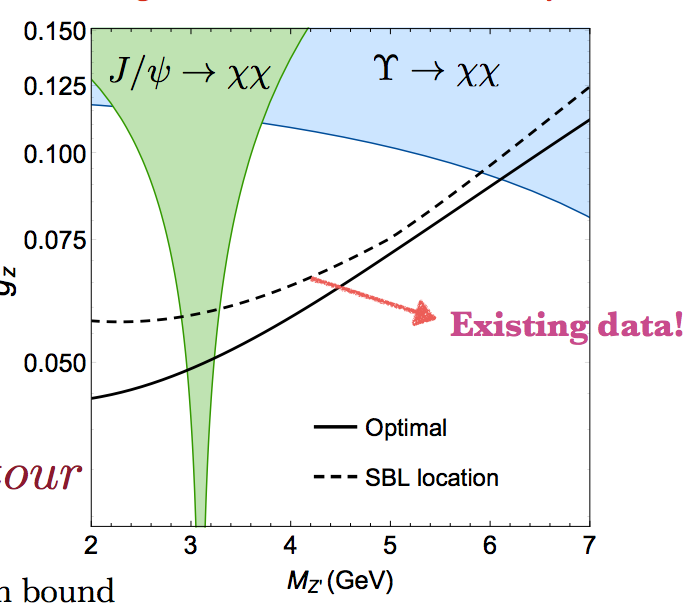 0.150
J/ψ → χχ
Υ → χχ
0.125
0.100
0.075
g_z
Existing data!
0.050
Optimal
our
SBL location
2 3 4 5 6 7
M_Z' (GeV)
bound